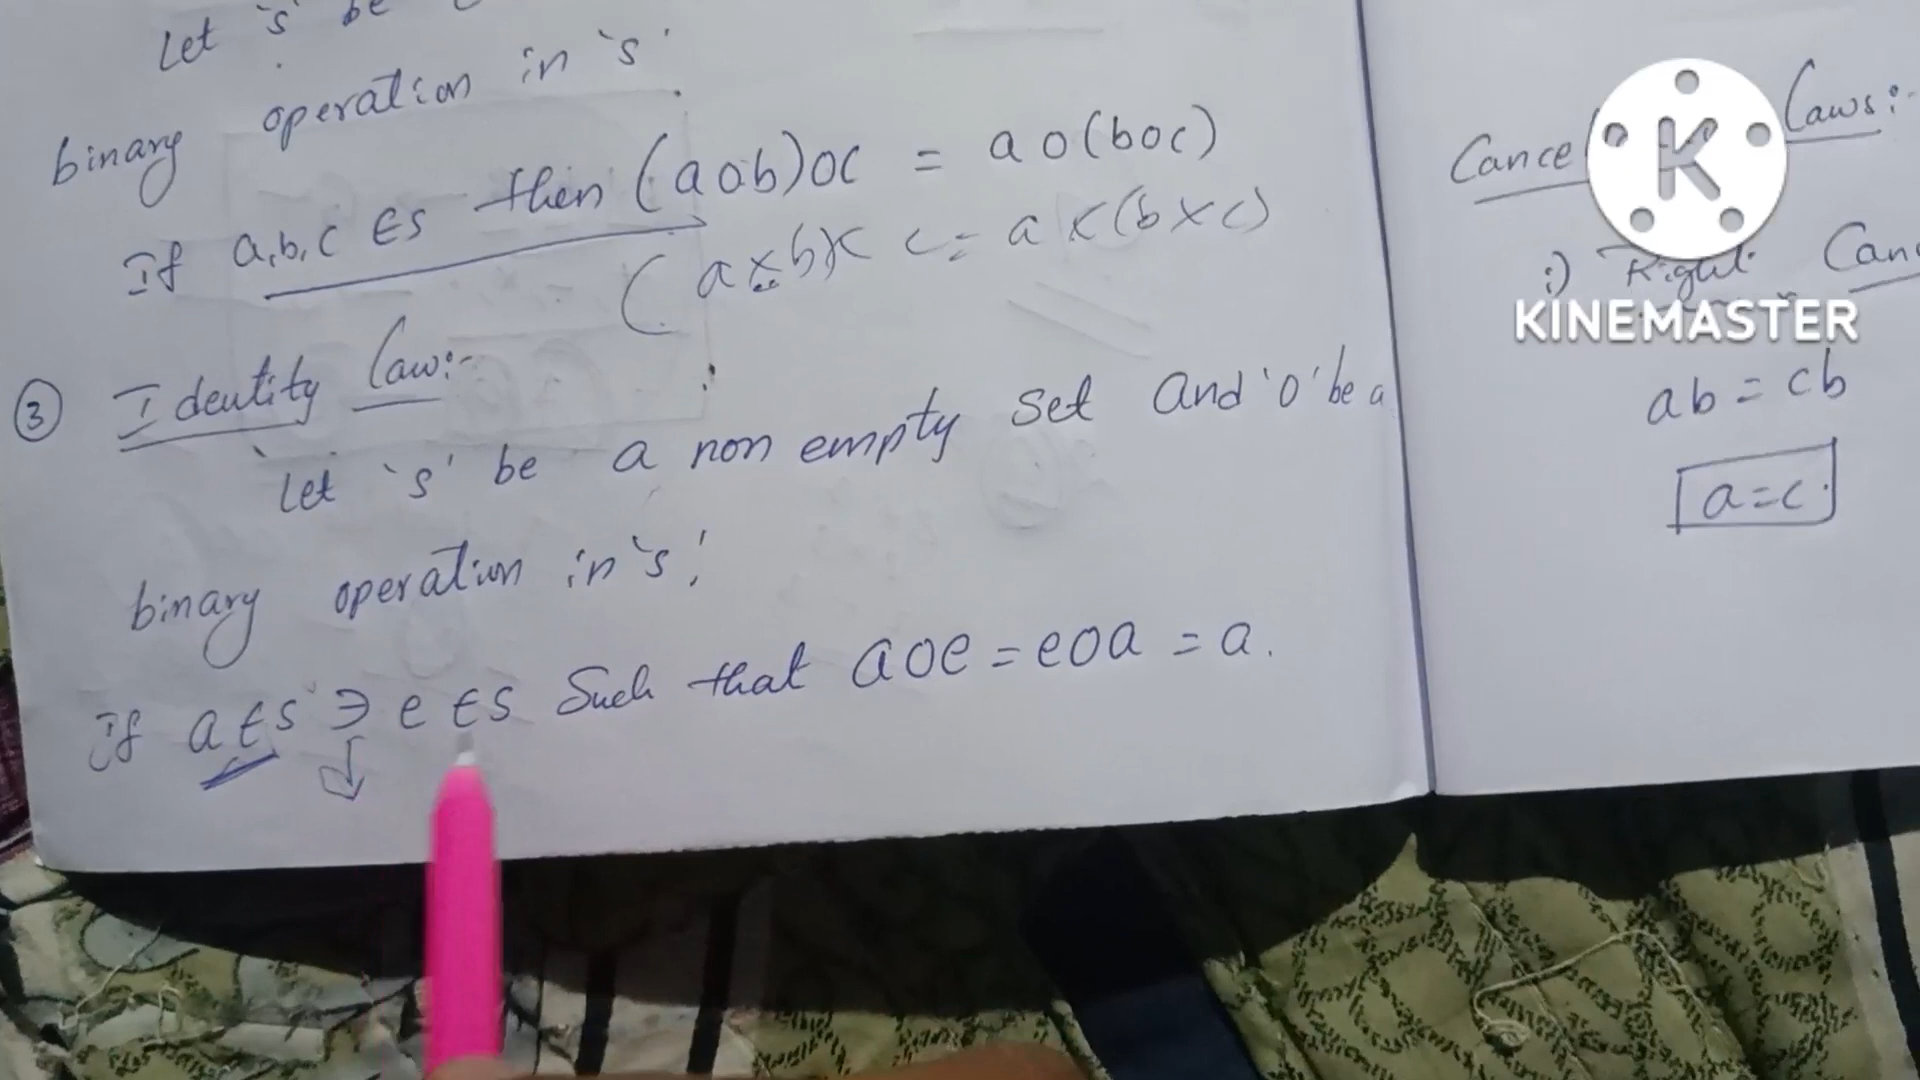 Let 's' be
binary operation in 's'.
If a,b,c ∈s then (aob)oc = ao(boc)
(a×b)× c = a×(b×c)
③ Identity Law:-
Let 's' be a non empty set and 'o' be a
binary operation in 's'.
If a∈s ∋ e ∈s Such that aoe = eoa = a.
Cance Laws:-
i) Right Can
KINEMASTER
ab = cb
a=c.